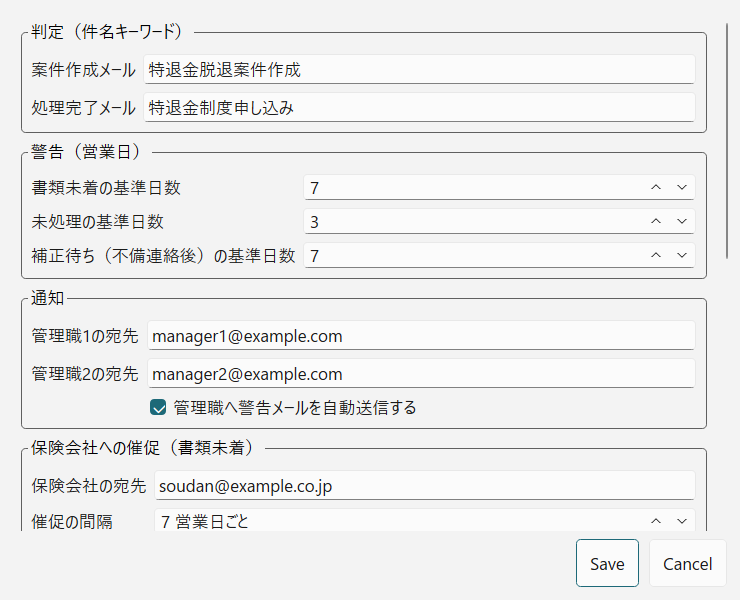 判定（件名キーワード）
案件作成メール 特退金脱退案件作成
処理完了メール 特退金制度申し込み
警告（営業日）
書類未着の基準日数 7
未処理の基準日数 3
補正待ち（不備連絡後）の基準日数 7
通知
管理職1の宛先 manager1@example.com
管理職2の宛先 manager2@example.com
管理職へ警告メールを自動送信する
保険会社への催促（書類未着）
保険会社の宛先 soudan@example.co.jp
催促の間隔 7 営業日ごと
Save Cancel